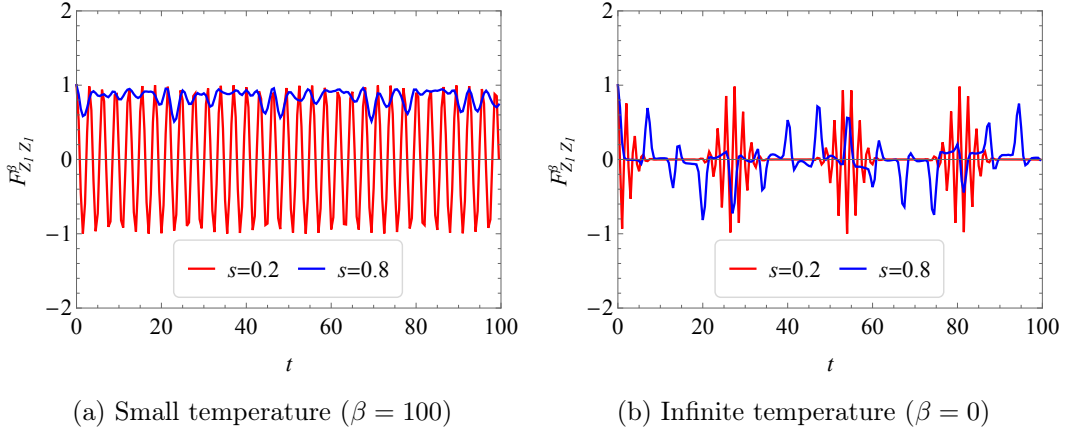 2
1
0
−1
−2
F^β_{Z_l Z_l}
s=0.2 s=0.8
0 20 40 60 80 100
t
(a) Small temperature (β = 100)
2
1
0
−1
−2
F^β_{Z_l Z_l}
s=0.2 s=0.8
0 20 40 60 80 100
t
(b) Infinite temperature (β = 0)